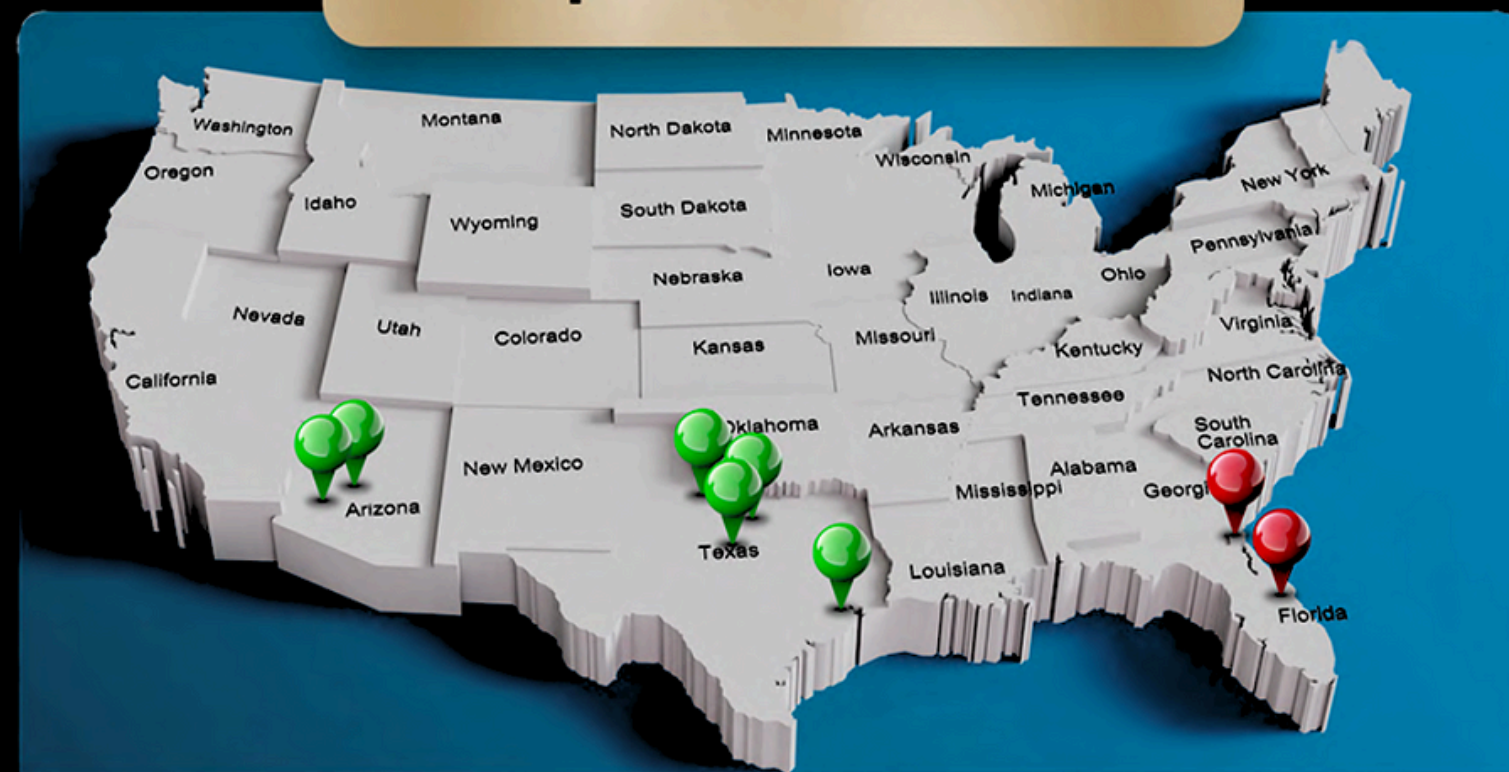 Washington
Montana
North Dakota
Minnesota
Oregon
Idaho
Wyoming
South Dakota
Wisconsin
Michigan
New York
Pennsylvania
Nevada
Utah
Colorado
Nebraska
Iowa
Illinois
Indiana
Ohio
California
Kansas
Missouri
Kentucky
Virginia
North Carolina
Tennessee
Arizona
New Mexico
Oklahoma
Arkansas
South
Carolina
Alabama
Mississippi
Georgi
Texas
Louisiana
Florida